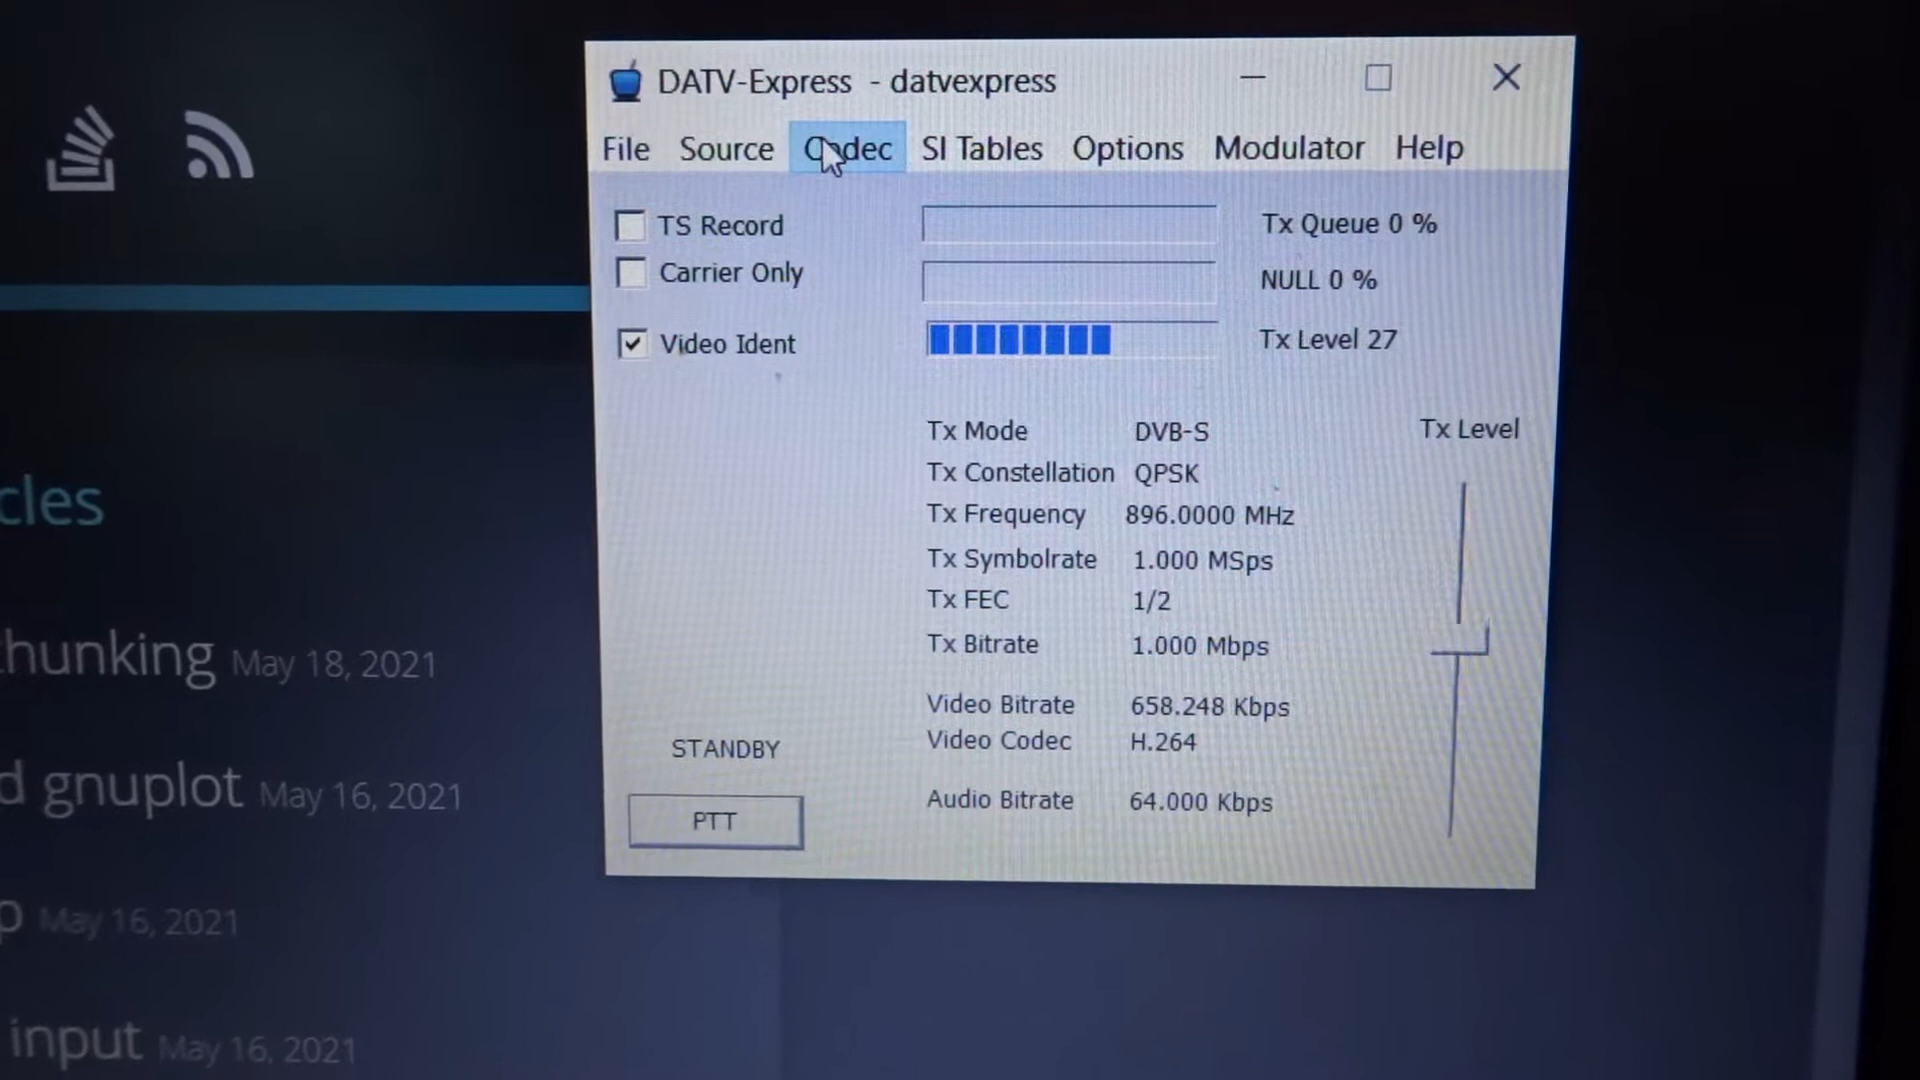 DATV-Express - datvexpress
File Source Codec SI Tables Options Modulator Help
TS Record
Carrier Only
Video Ident
Tx Queue 0 %
NULL 0 %
Tx Level 27
Tx Mode DVB-S
Tx Constellation QPSK
Tx Frequency 896.0000 MHz
Tx Symbolrate 1.000 MSps
Tx FEC 1/2
Tx Bitrate 1.000 Mbps
Video Bitrate 658.248 Kbps
Video Codec H.264
Audio Bitrate 64.000 Kbps
Tx Level
STANDBY
PTT
cles
hunking May 18, 2021
d gnuplot May 16, 2021
p May 16, 2021
input May 16, 2021